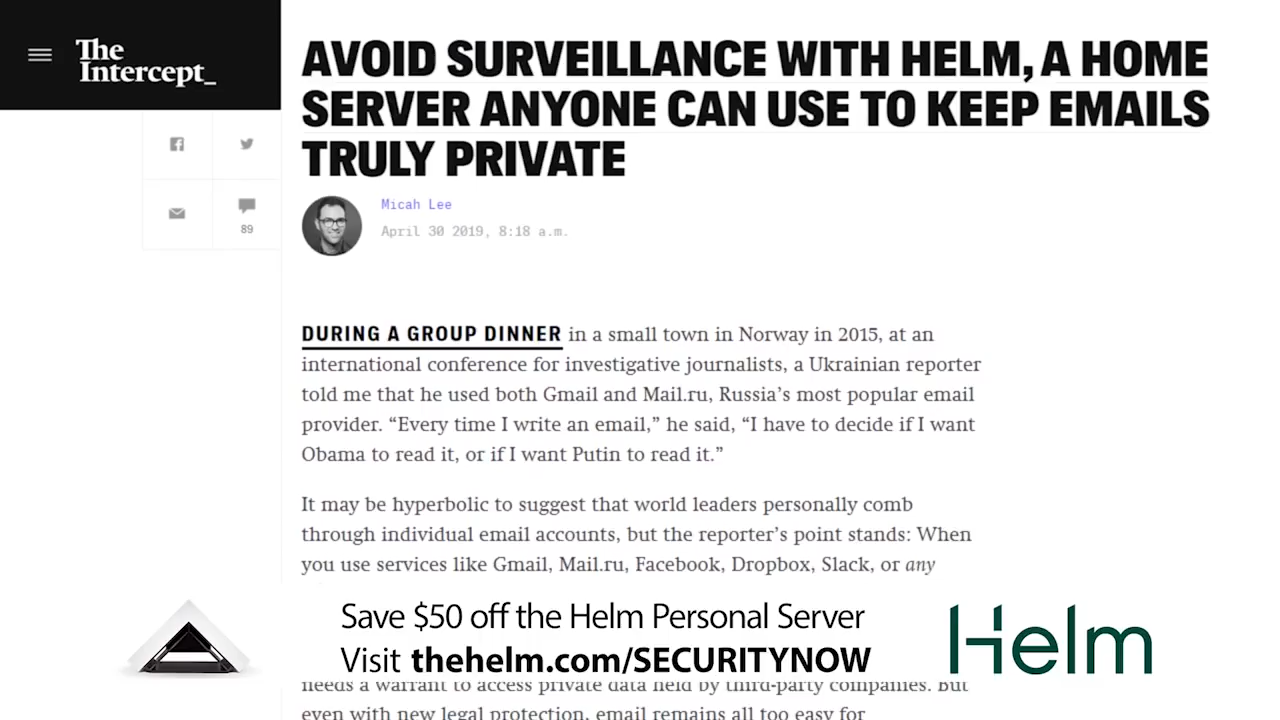 The
Intercept_
AVOID SURVEILLANCE WITH HELM, A HOME
SERVER ANYONE CAN USE TO KEEP EMAILS
TRULY PRIVATE
89
Micah Lee
April 30 2019, 8:18 a.m.
DURING A GROUP DINNER in a small town in Norway in 2015, at an
international conference for investigative journalists, a Ukrainian reporter
told me that he used both Gmail and Mail.ru, Russia’s most popular email
provider. “Every time I write an email,” he said, “I have to decide if I want
Obama to read it, or if I want Putin to read it.”
It may be hyperbolic to suggest that world leaders personally comb
through individual email accounts, but the reporter’s point stands: When
you use services like Gmail, Mail.ru, Facebook, Dropbox, Slack, or any
Save $50 off the Helm Personal Server
Visit thehelm.com/SECURITYNOW
Helm
needs a warrant to access private data held by third-party companies. But
even with new legal protection, email remains all too easy for